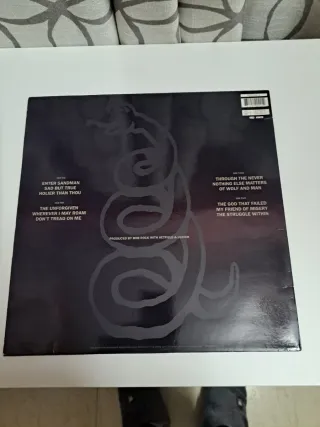 ENTER SANDMAN
SAD BUT TRUE
HOLIER THAN THOU
THE UNFORGIVEN
WHEREVER I MAY ROAM
DON'T TREAD ON ME
THROUGH THE NEVER
NOTHING ELSE MATTERS
OF WOLF AND MAN
THE GOD THAT FAILED
MY FRIEND OF MISERY
THE STRUGGLE WITHIN
PRODUCED BY BOB ROCK WITH HETFIELD & ULRICH